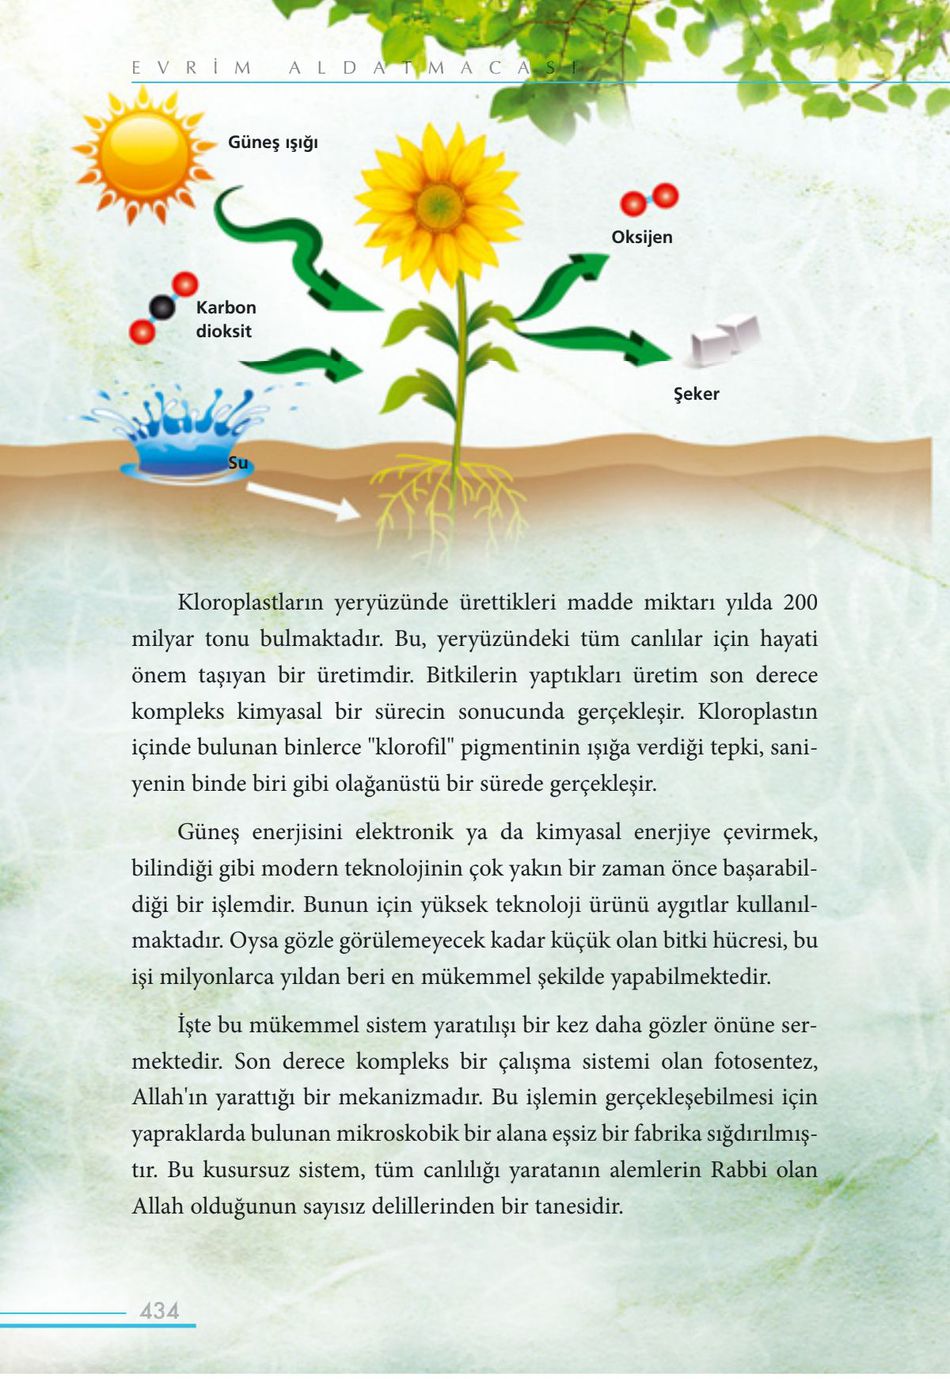 EVRİM ALDATMACASI
Güneş ışığı
Oksijen
Karbon
dioksit
Şeker
Su
Kloroplastların yeryüzünde ürettikleri madde miktarı yılda 200
milyar tonu bulmaktadır. Bu, yeryüzündeki tüm canlılar için hayati
önem taşıyan bir üretimdir. Bitkilerin yaptıkları üretim son derece
kompleks kimyasal bir sürecin sonucunda gerçekleşir. Kloroplastın
içinde bulunan binlerce "klorofil" pigmentinin ışığa verdiği tepki, sani-
yenin binde biri gibi olağanüstü bir sürede gerçekleşir.
Güneş enerjisini elektronik ya da kimyasal enerjiye çevirmek,
bilindiği gibi modern teknolojinin çok yakın bir zaman önce başarabil-
diği bir işlemdir. Bunun için yüksek teknoloji ürünü aygıtlar kullanıl-
maktadır. Oysa gözle görülemeyecek kadar küçük olan bitki hücresi, bu
işi milyonlarca yıldan beri en mükemmel şekilde yapabilmektedir.
İşte bu mükemmel sistem yaratılışı bir kez daha gözler önüne ser-
mektedir. Son derece kompleks bir çalışma sistemi olan fotosentez,
Allah'ın yarattığı bir mekanizmadır. Bu işlemin gerçekleşebilmesi için
yapraklarda bulunan mikroskobik bir alana eşsiz bir fabrika sığdırılmış-
tır. Bu kusursuz sistem, tüm canlılığı yaratanın alemlerin Rabbi olan
Allah olduğunun sayısız delillerinden bir tanesidir.
434